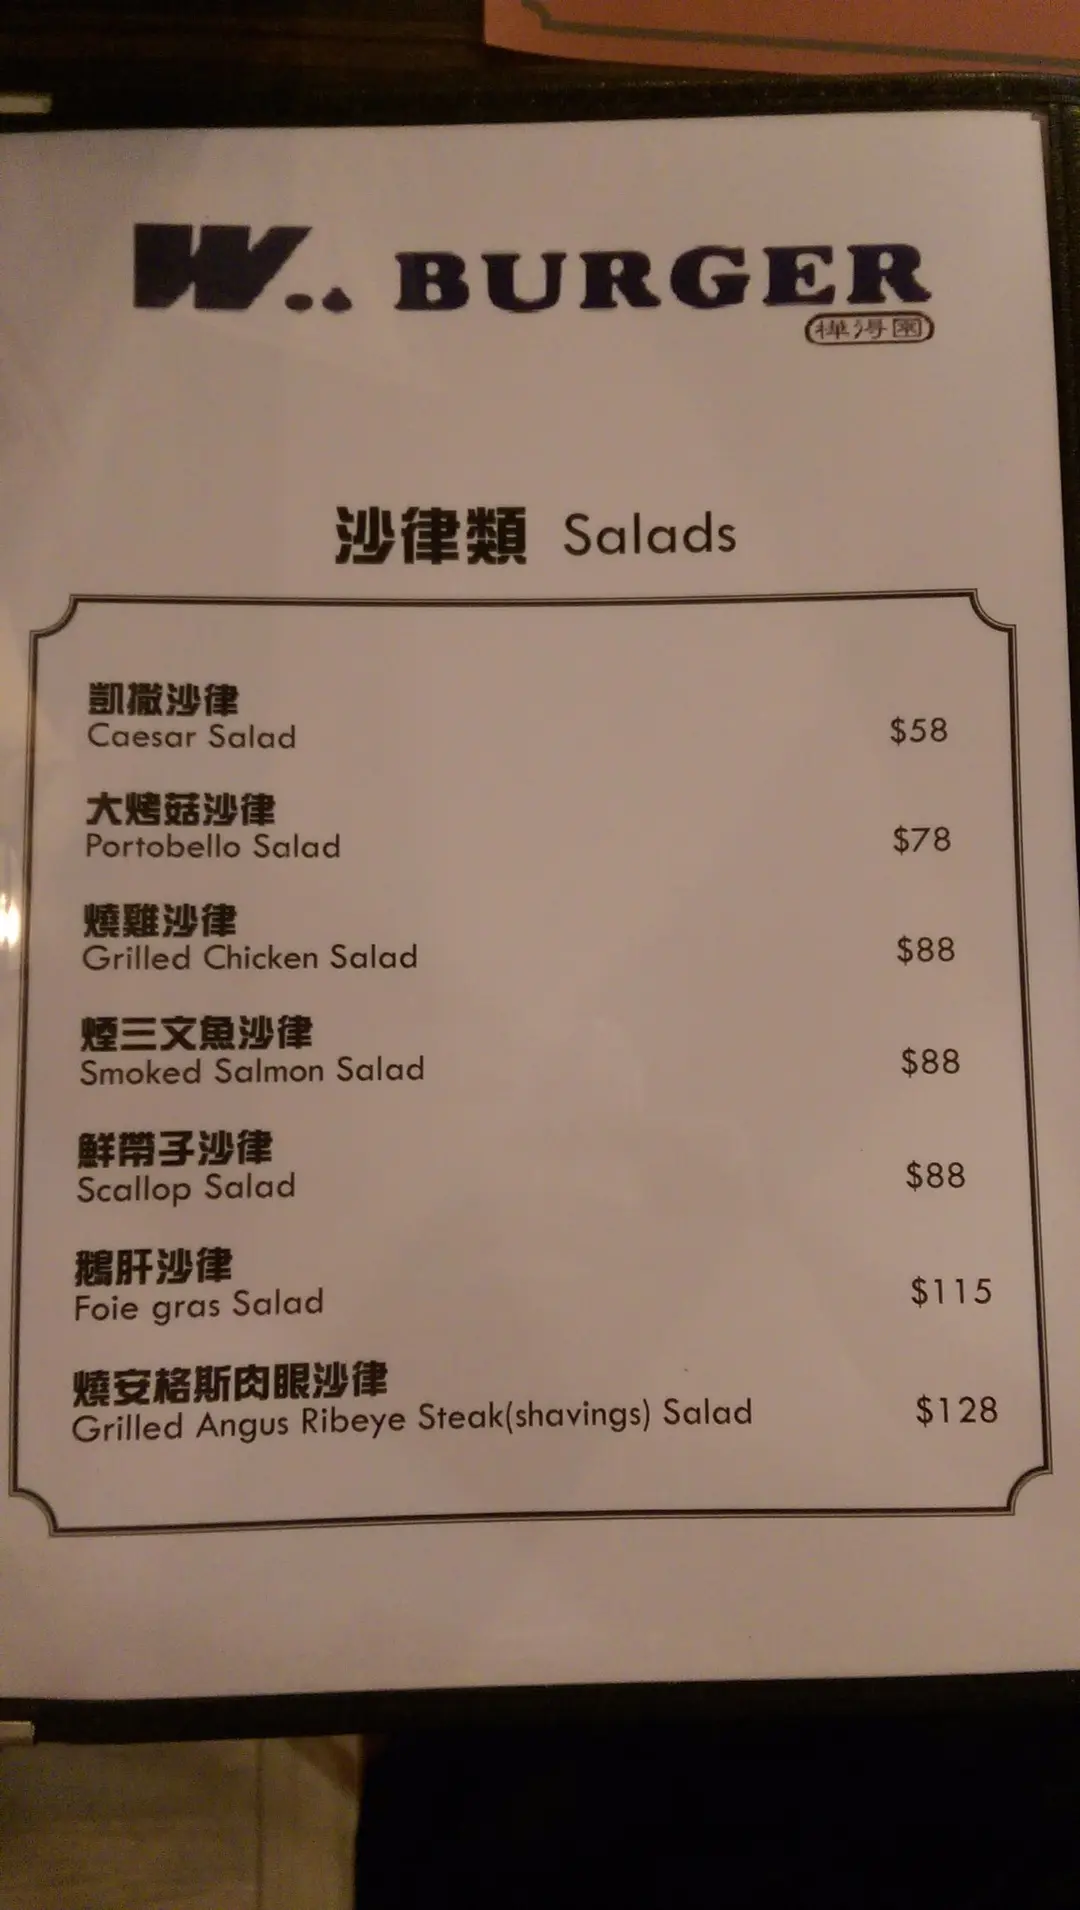 W.. BURGER
樺得團
沙律類 Salads
凱撒沙律
Caesar Salad $58
大烤菇沙律
Portobello Salad $78
燒雞沙律
Grilled Chicken Salad $88
煙三文魚沙律
Smoked Salmon Salad $88
鮮帶子沙律
Scallop Salad $88
鵝肝沙律
Foie gras Salad $115
燒安格斯肉眼沙律
Grilled Angus Ribeye Steak(shavings) Salad $128